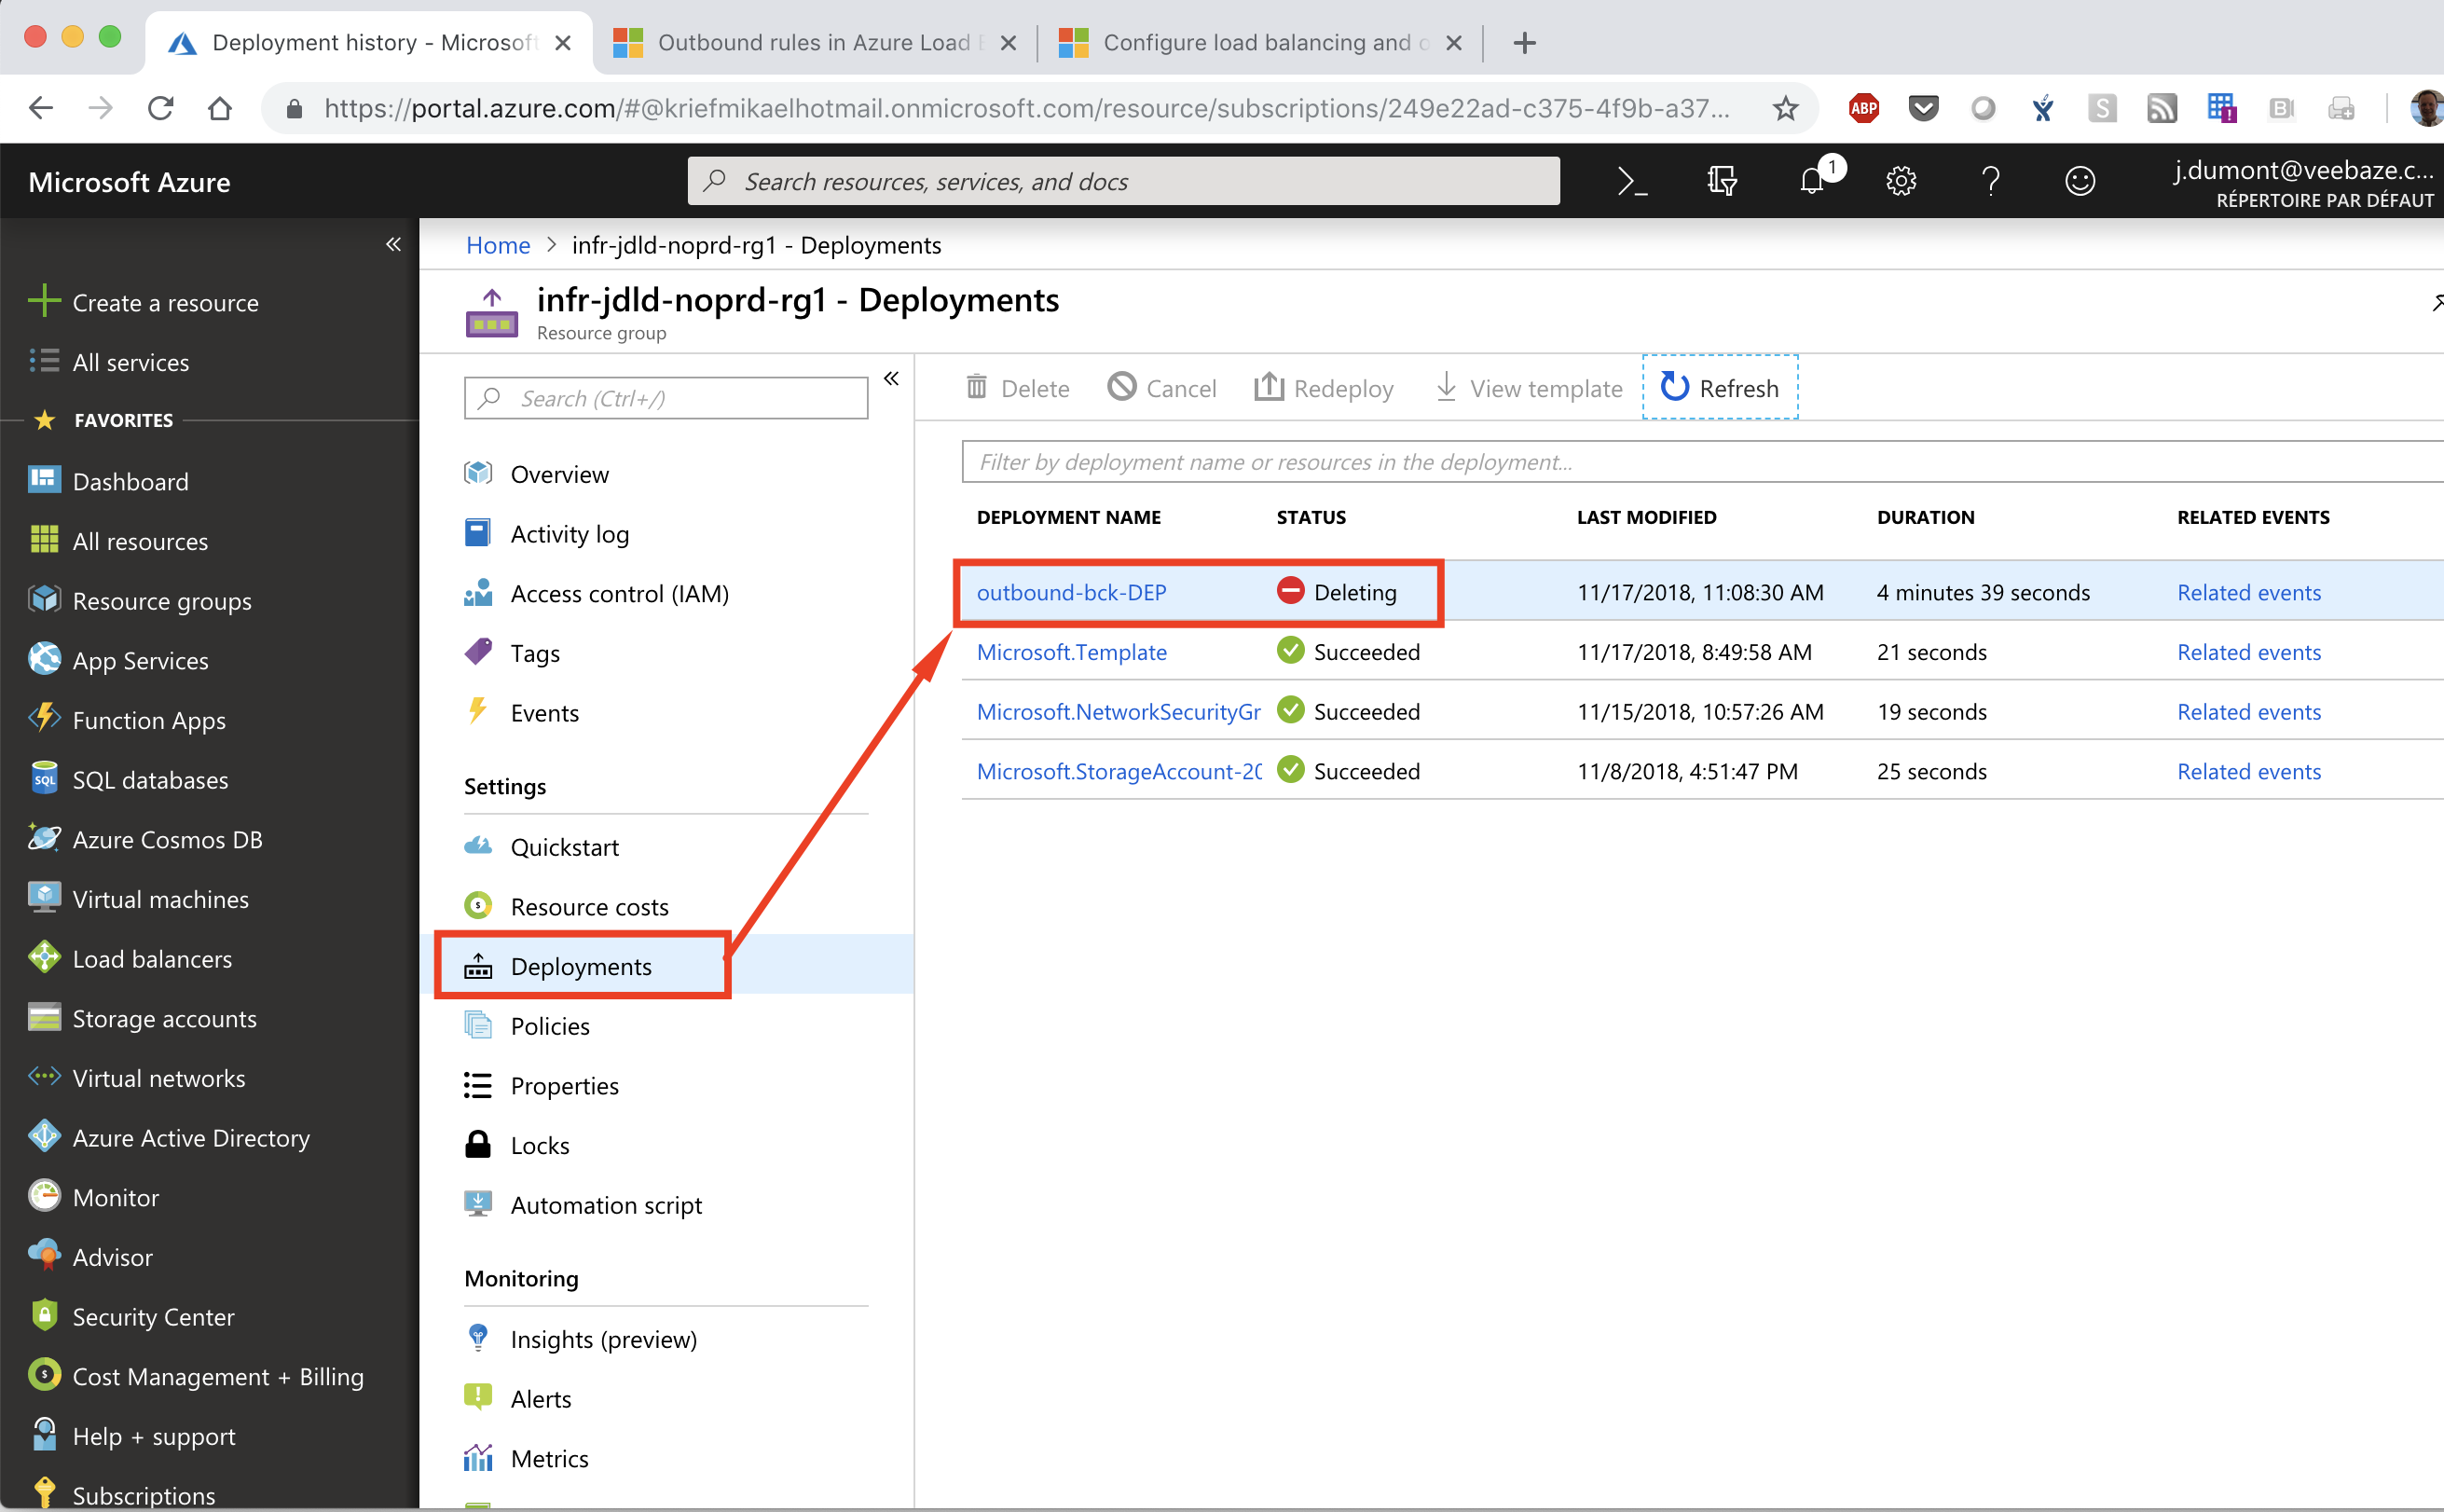 Deployment history - Microsoft
Outbound rules in Azure Load
Configure load balancing and o
https://portal.azure.com/#@kriefmikaelhotmail.onmicrosoft.com/resource/subscriptions/249e22ad-c375-4f9b-a37...
ABP
S
B
Microsoft Azure
Search resources, services, and docs
1
j.dumont@veebaze.c...
RÉPERTOIRE PAR DÉFAUT
Home > infr-jdld-noprd-rg1 - Deployments
infr-jdld-noprd-rg1 - Deployments
Resource group
Create a resource
All services
FAVORITES
Dashboard
All resources
Resource groups
App Services
Function Apps
SQL
SQL databases
Azure Cosmos DB
Virtual machines
Load balancers
Storage accounts
Virtual networks
Azure Active Directory
Monitor
Advisor
Security Center
Cost Management + Billing
Help + support
Subscriptions
Search (Ctrl+/)
Overview
Activity log
Access control (IAM)
Tags
Events
Settings
Quickstart
Resource costs
Deployments
Policies
Properties
Locks
Automation script
Monitoring
Insights (preview)
Alerts
Metrics
Delete Cancel Redeploy View template Refresh
Filter by deployment name or resources in the deployment...
DEPLOYMENT NAME STATUS LAST MODIFIED DURATION RELATED EVENTS
outbound-bck-DEP Deleting 11/17/2018, 11:08:30 AM 4 minutes 39 seconds Related events
Microsoft.Template Succeeded 11/17/2018, 8:49:58 AM 21 seconds Related events
Microsoft.NetworkSecurityGr Succeeded 11/15/2018, 10:57:26 AM 19 seconds Related events
Microsoft.StorageAccount-20 Succeeded 11/8/2018, 4:51:47 PM 25 seconds Related events